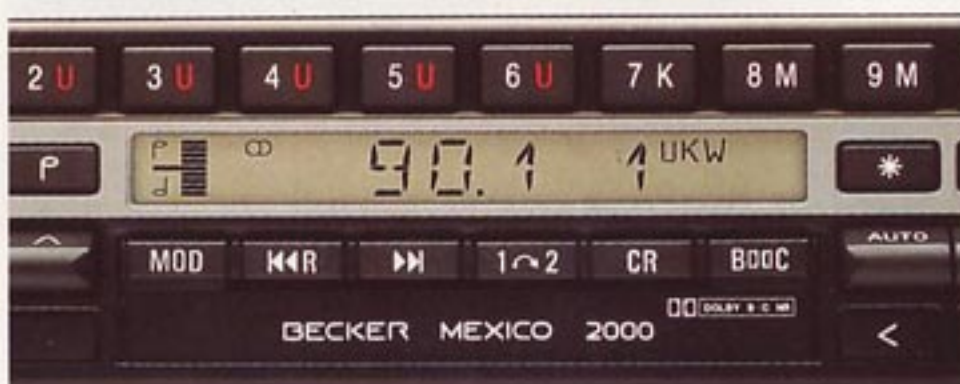 2 U 3 U 4 U 5 U 6 U 7 K 8 M 9 M
P 90.1 1 UKW *
AUTO
MOD R 1 2 CR B C
DOLBY B C NR
BECKER MEXICO 2000 <